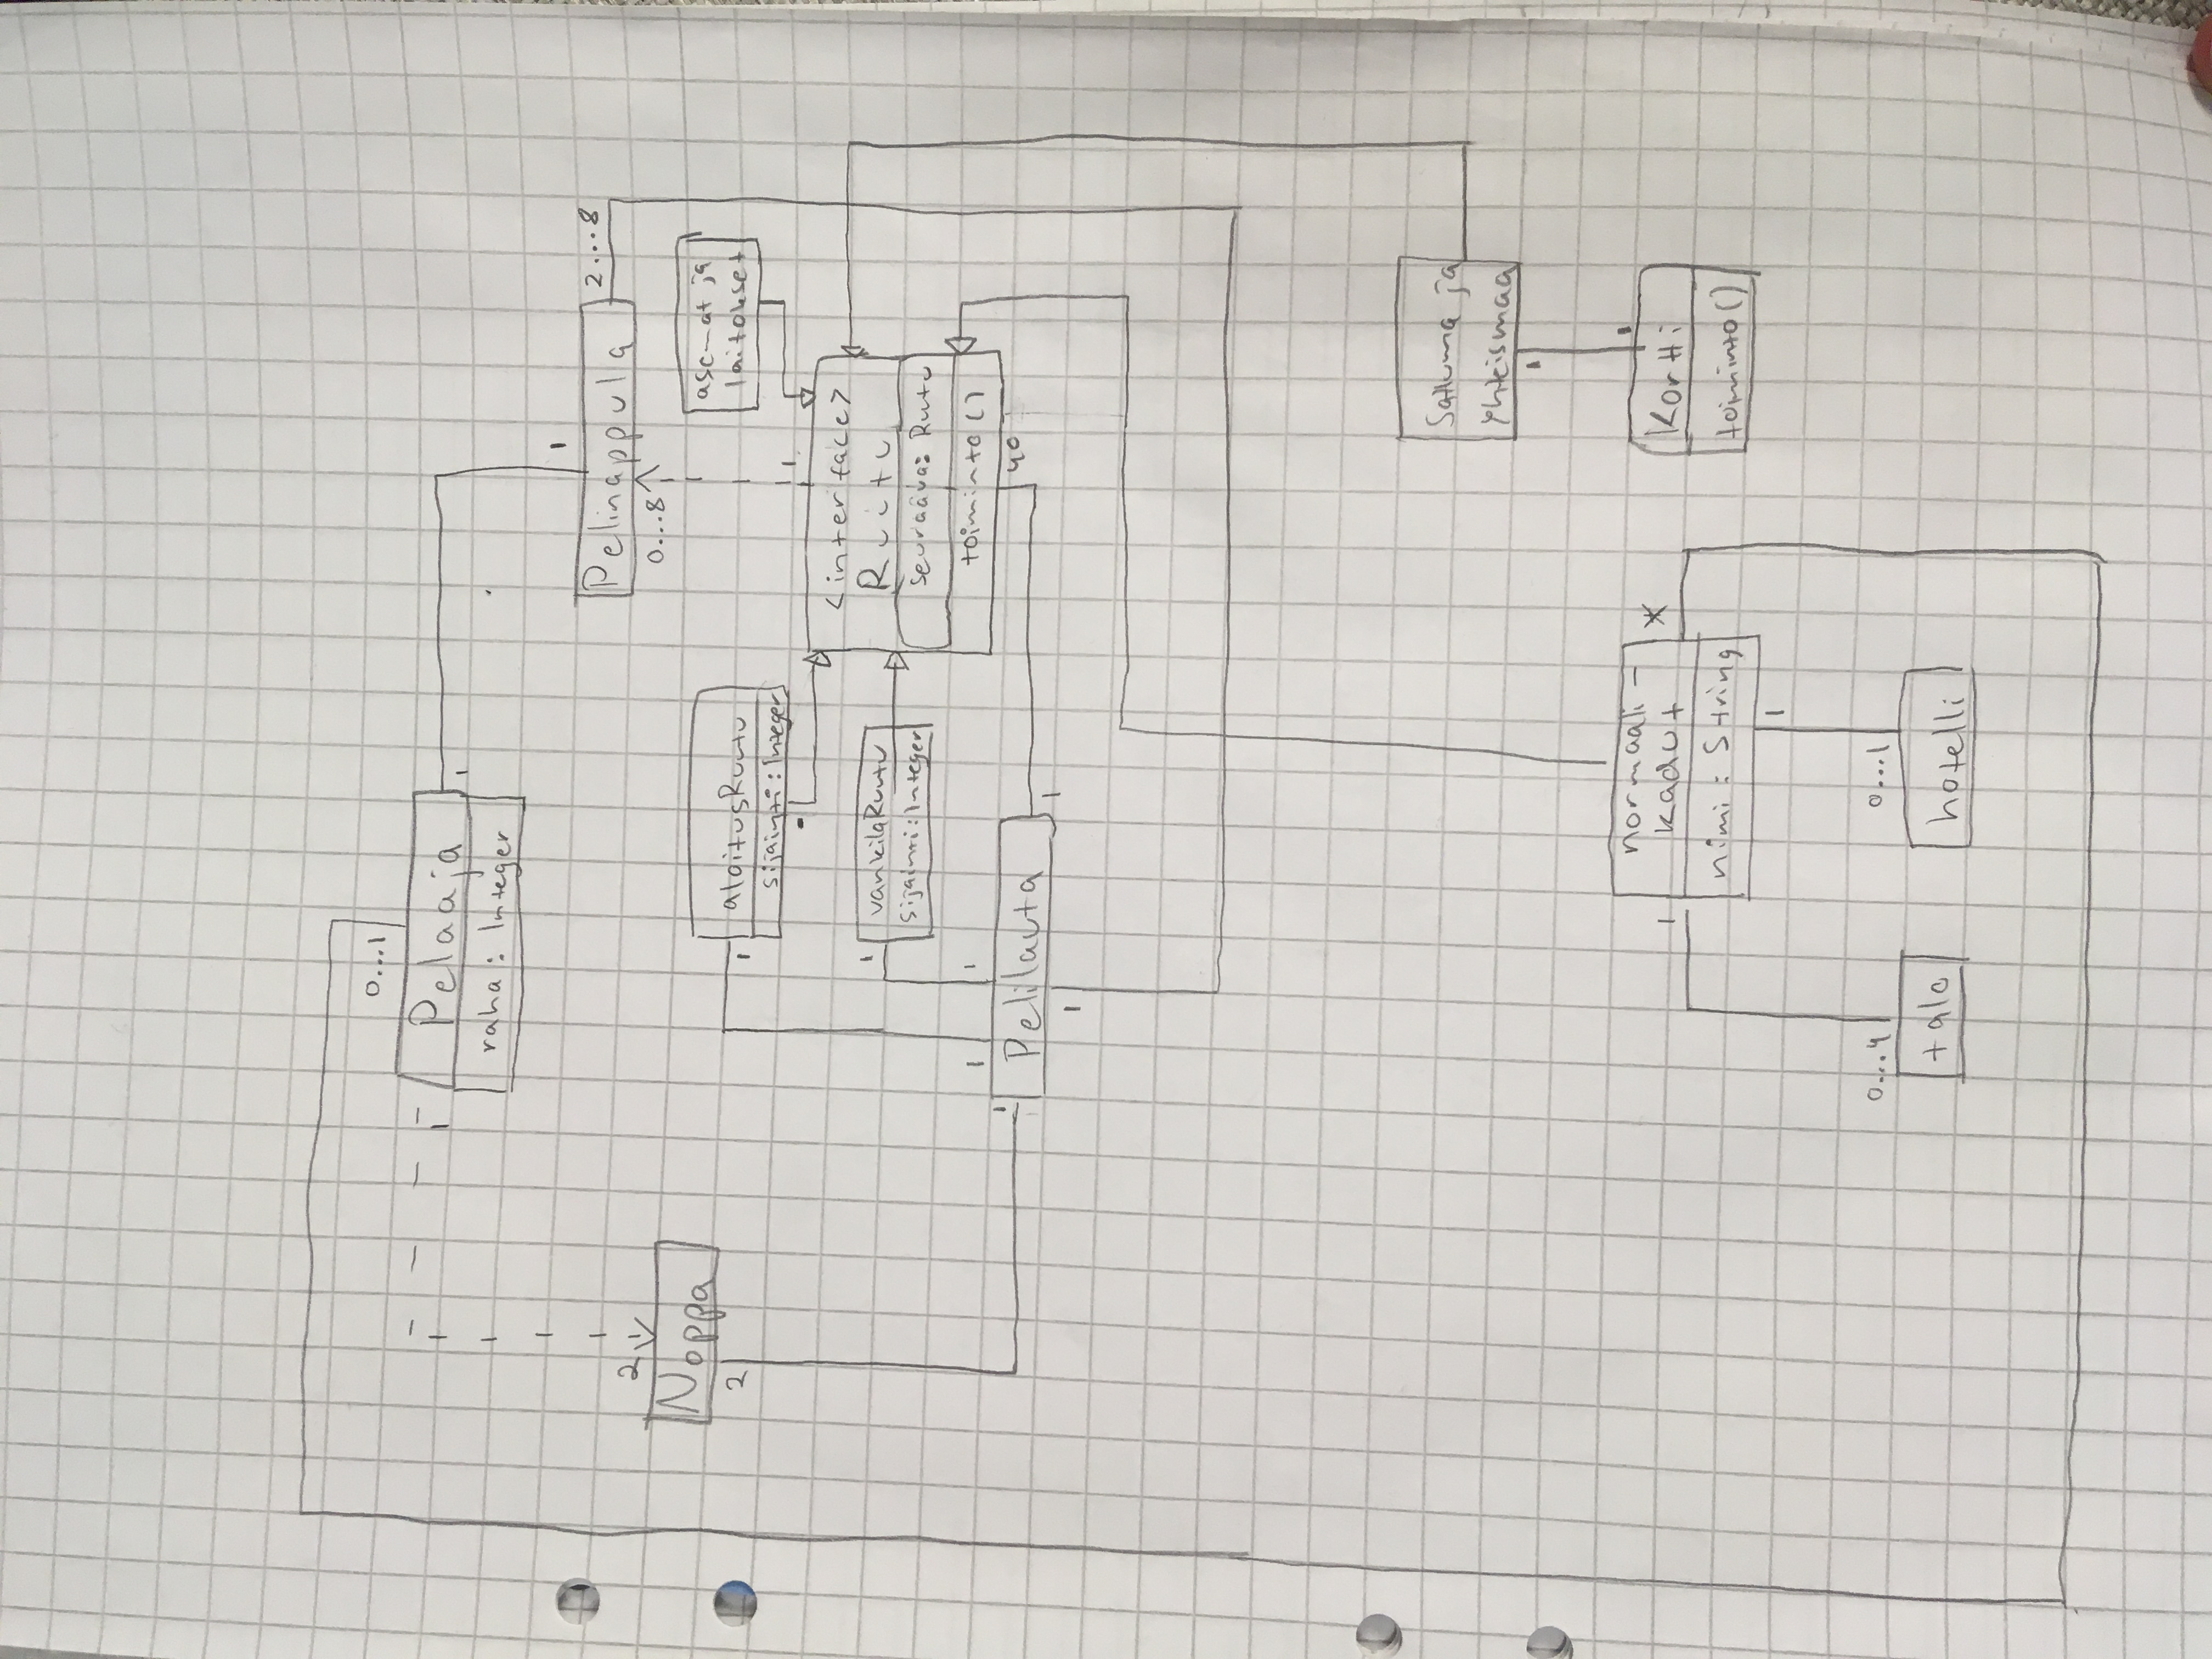 0...1
Pelaaja
1
1
raha: Integer
1
Pelinappula
2...8
0...8
2
Noppa
2
asemat ja
laitokset
aloitusRuutu
1
sijainti: Integer
1
<interface>
Ruutu
1
vankilaRuutu
sijainti: Integer
seuraava: Ruutu
toiminto()
1
1
1
Pelilauta
40
1
1
Sattuma ja
Yhteismaa
1
1
normaali-
kadut
*
1
Kortti
nimi: String
toiminto()
1
0...4
0...1
talo
hotelli